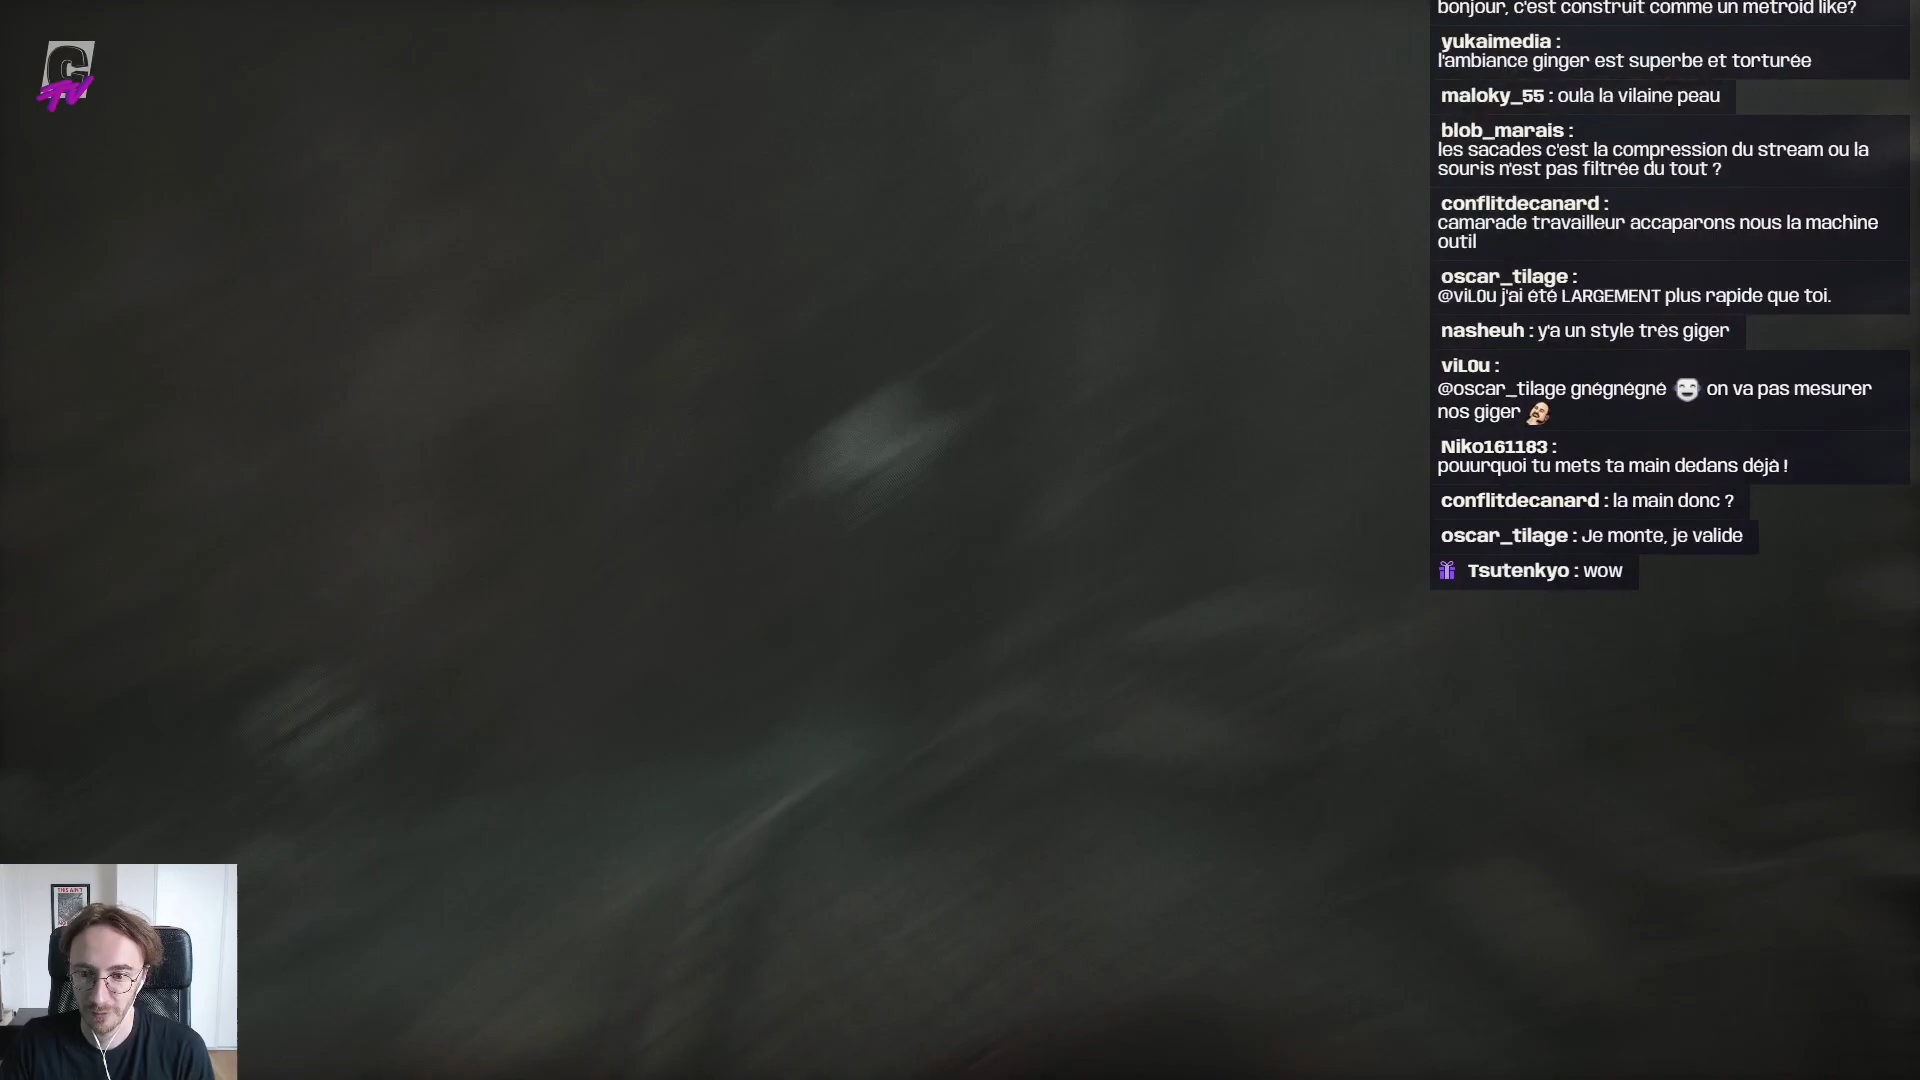 C
TV
bonjour, c'est construit comme un metroid like?
yukaimedia :
l'ambiance ginger est superbe et torturée
maloky_55 : oula la vilaine peau
blob_marais :
les sacades c'est la compression du stream ou la
souris n'est pas filtrée du tout ?
conflitdecanard :
camarade travailleur accaparons nous la machine
outil
oscar_tilage :
@viL0u j'ai été LARGEMENT plus rapide que toi.
nasheuh : y'a un style très giger
viL0u :
@oscar_tilage gnégnégné on va pas mesurer
nos giger
Niko161183 :
pouurquoi tu mets ta main dedans déjà !
conflitdecanard : la main donc ?
oscar_tilage : Je monte, je valide
Tsutenkyo : wow
THIS AIN'T